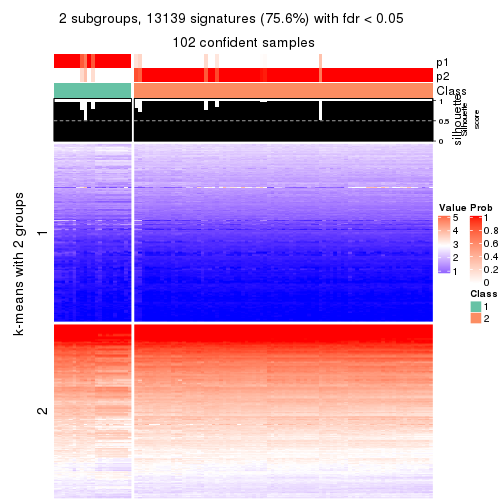 2 subgroups, 13139 signatures (75.6%) with fdr < 0.05
102 confident samples
p1
p2
Class
1
0.5
0
silhouette
Silhouette
score
k-means with 2 groups
1
2
Value
5
4
3
2
1
Prob
1
0.8
0.6
0.4
0.2
0
Class
1
2